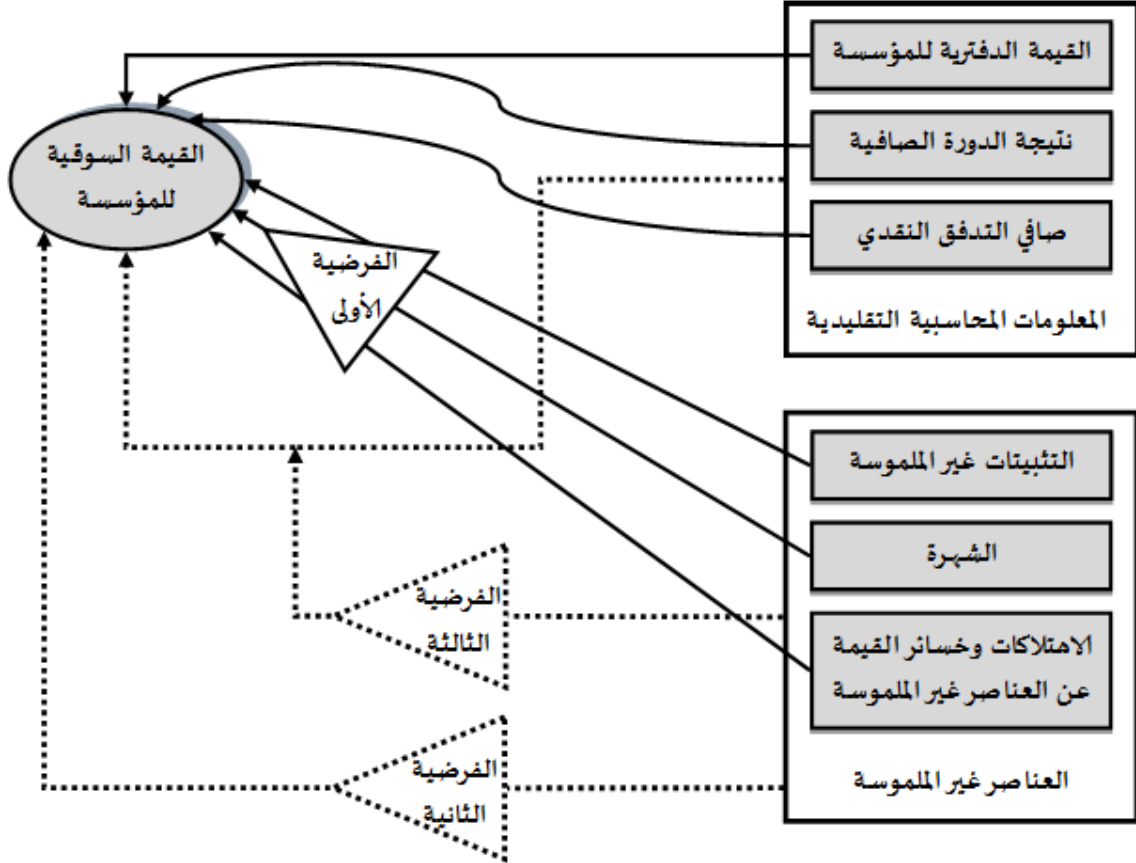 القيمة الدفترية للمؤسسة
نتيجة الدورة الصافية
صافي التدفق النقدي
المعلومات المحاسبية التقليدية
القيمة السوقية
للمؤسسة
الفرضية
الأولى
التثبيتات غير الملموسة
الشهرة
الاهتلاكات وخسائر القيمة
عن العناصر غير الملموسة
العناصر غير الملموسة
الفرضية
الثالثة
الفرضية
الثانية